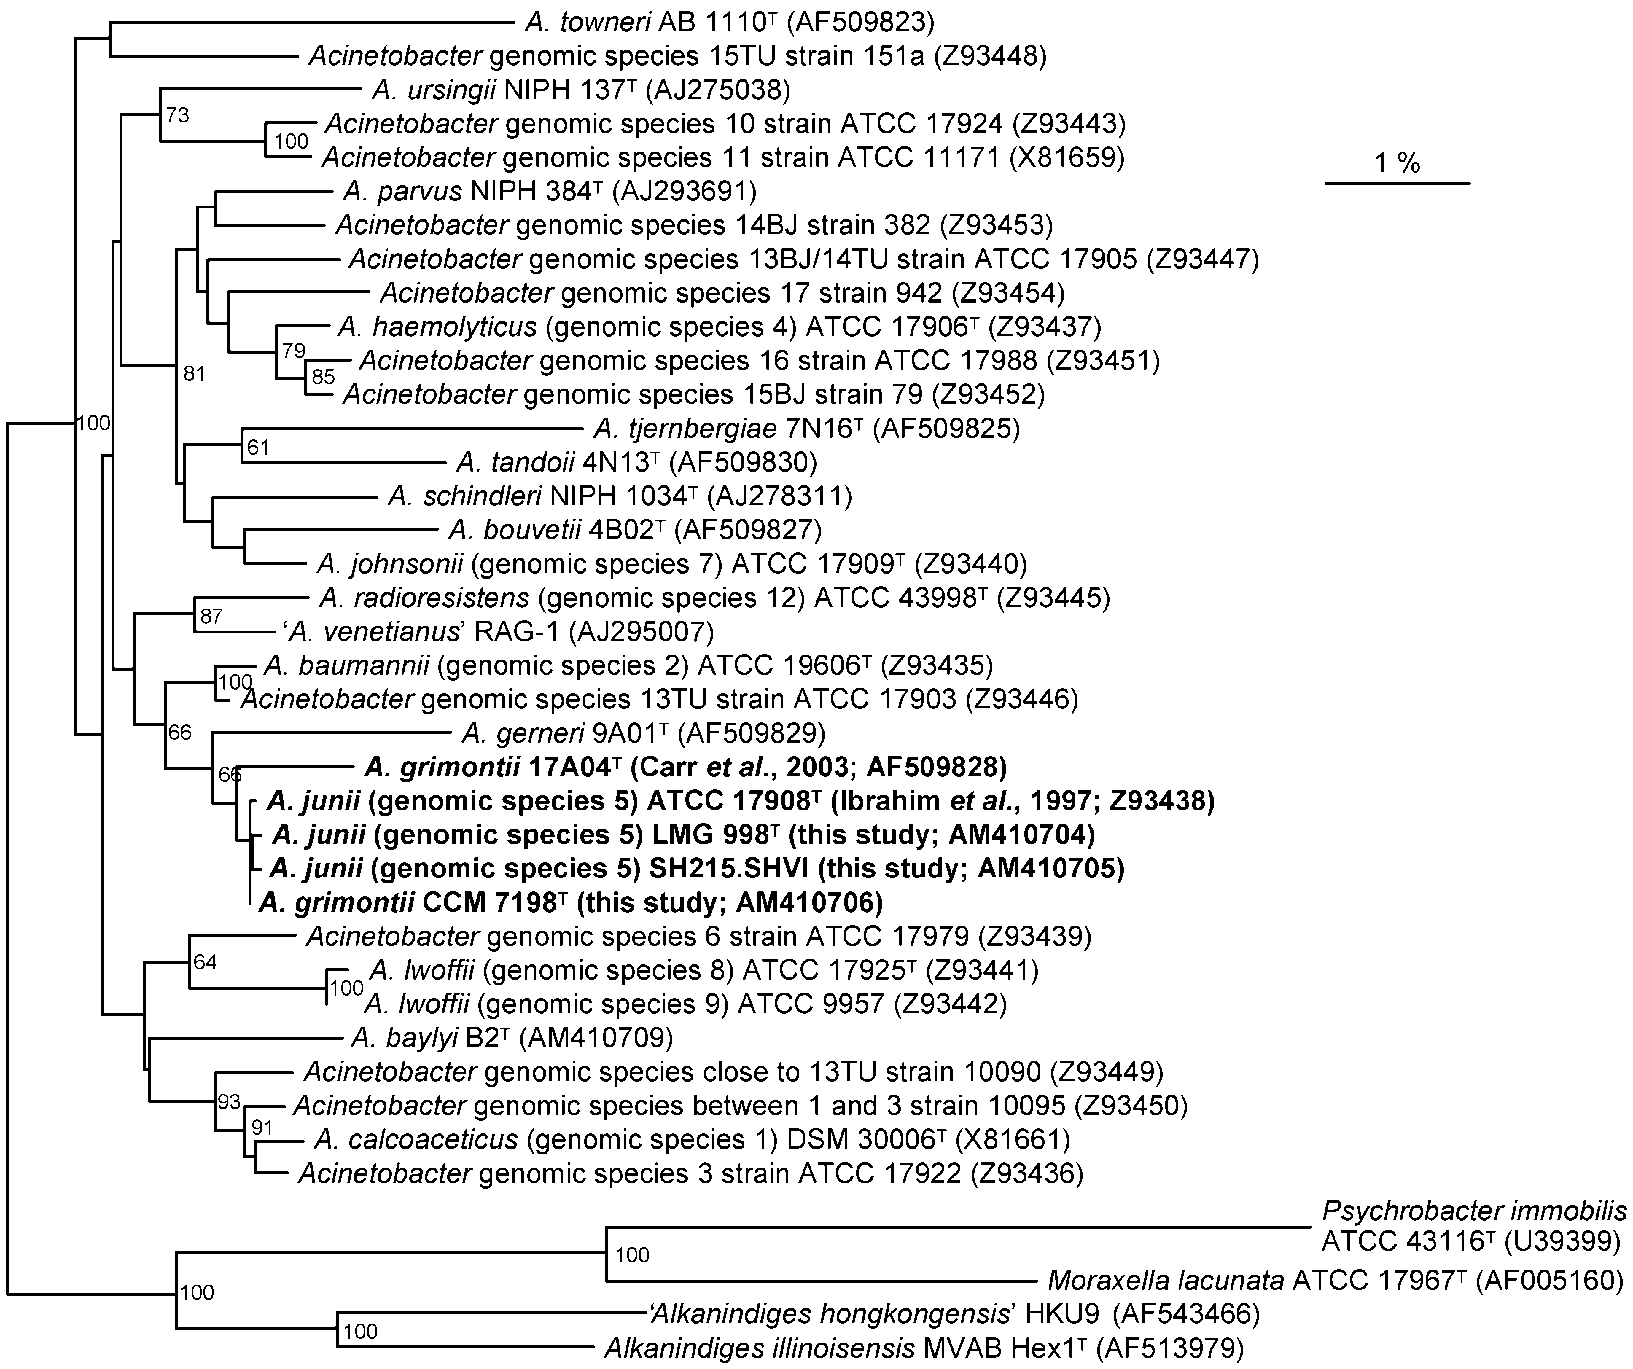 A. towneri AB 1110ᵀ (AF509823)
Acinetobacter genomic species 15TU strain 151a (Z93448)
A. ursingii NIPH 137ᵀ (AJ275038)
73
Acinetobacter genomic species 10 strain ATCC 17924 (Z93443)
100
Acinetobacter genomic species 11 strain ATCC 11171 (X81659)
1 %
A. parvus NIPH 384ᵀ (AJ293691)
Acinetobacter genomic species 14BJ strain 382 (Z93453)
Acinetobacter genomic species 13BJ/14TU strain ATCC 17905 (Z93447)
Acinetobacter genomic species 17 strain 942 (Z93454)
A. haemolyticus (genomic species 4) ATCC 17906ᵀ (Z93437)
79
Acinetobacter genomic species 16 strain ATCC 17988 (Z93451)
81
85
Acinetobacter genomic species 15BJ strain 79 (Z93452)
100
A. tjernbergiae 7N16ᵀ (AF509825)
61
A. tandoii 4N13ᵀ (AF509830)
A. schindleri NIPH 1034ᵀ (AJ278311)
A. bouvetii 4B02ᵀ (AF509827)
A. johnsonii (genomic species 7) ATCC 17909ᵀ (Z93440)
A. radioresistens (genomic species 12) ATCC 43998ᵀ (Z93445)
87
‘A. venetianus’ RAG-1 (AJ295007)
A. baumannii (genomic species 2) ATCC 19606ᵀ (Z93435)
100
Acinetobacter genomic species 13TU strain ATCC 17903 (Z93446)
66
A. gerneri 9A01ᵀ (AF509829)
66
A. grimontii 17A04ᵀ (Carr et al., 2003; AF509828)
A. junii (genomic species 5) ATCC 17908ᵀ (Ibrahim et al., 1997; Z93438)
A. junii (genomic species 5) LMG 998ᵀ (this study; AM410704)
A. junii (genomic species 5) SH215.SHVI (this study; AM410705)
A. grimontii CCM 7198ᵀ (this study; AM410706)
Acinetobacter genomic species 6 strain ATCC 17979 (Z93439)
64
A. lwoffii (genomic species 8) ATCC 17925ᵀ (Z93441)
100
A. lwoffii (genomic species 9) ATCC 9957 (Z93442)
A. baylyi B2ᵀ (AM410709)
Acinetobacter genomic species close to 13TU strain 10090 (Z93449)
93
Acinetobacter genomic species between 1 and 3 strain 10095 (Z93450)
91
A. calcoaceticus (genomic species 1) DSM 30006ᵀ (X81661)
Acinetobacter genomic species 3 strain ATCC 17922 (Z93436)
Psychrobacter immobilis
ATCC 43116ᵀ (U39399)
100
Moraxella lacunata ATCC 17967ᵀ (AF005160)
100
‘Alkanindiges hongkongensis’ HKU9 (AF543466)
100
Alkanindiges illinoisensis MVAB Hex1ᵀ (AF513979)